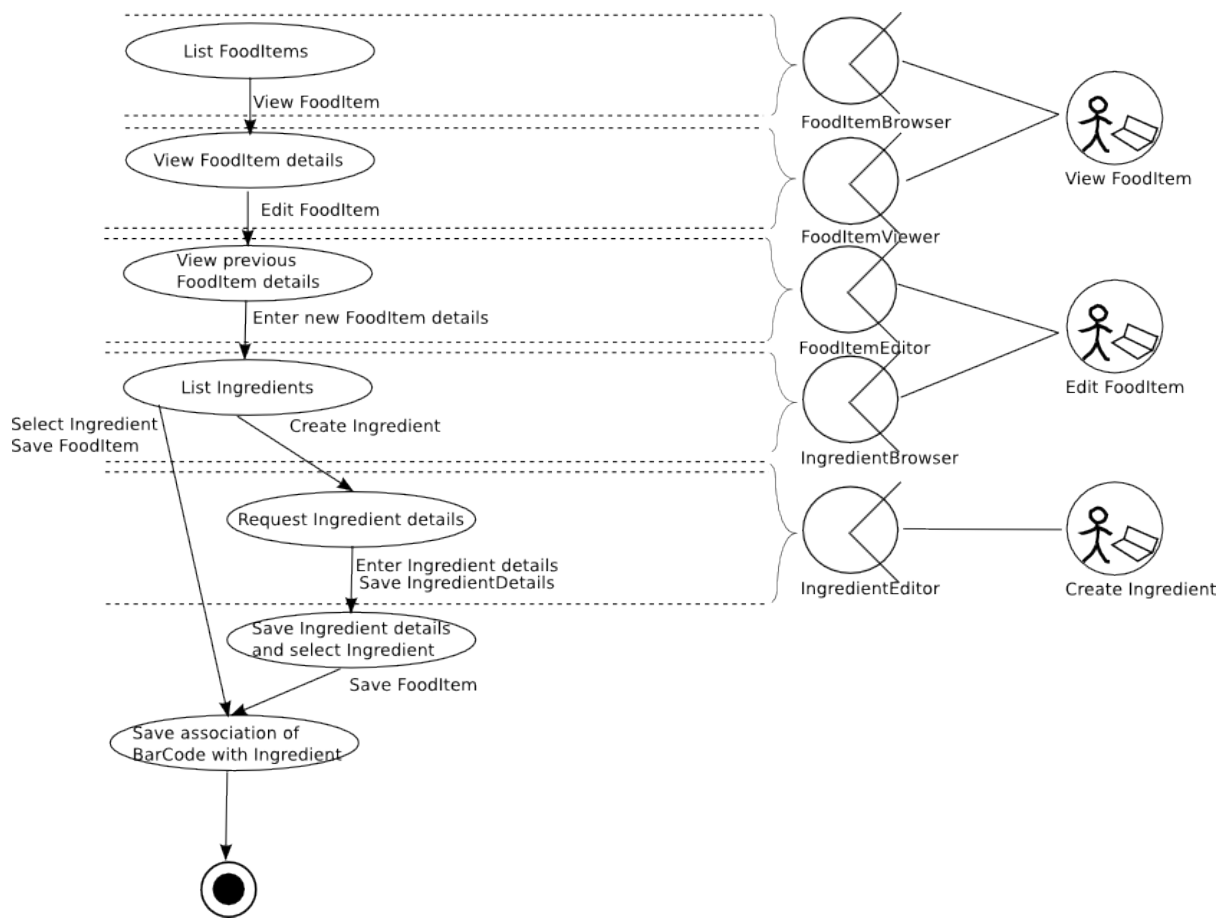 List FoodItems
View FoodItem
FoodItemBrowser
View FoodItem details
View FoodItem
Edit FoodItem
FoodItemViewer
View previous
FoodItem details
Enter new FoodItem details
FoodItemEditor
List Ingredients
Edit FoodItem
Select Ingredient
Save FoodItem
Create Ingredient
IngredientBrowser
Request Ingredient details
Enter Ingredient details
Save IngredientDetails
IngredientEditor
Create Ingredient
Save Ingredient details
and select Ingredient
Save FoodItem
Save association of
BarCode with Ingredient